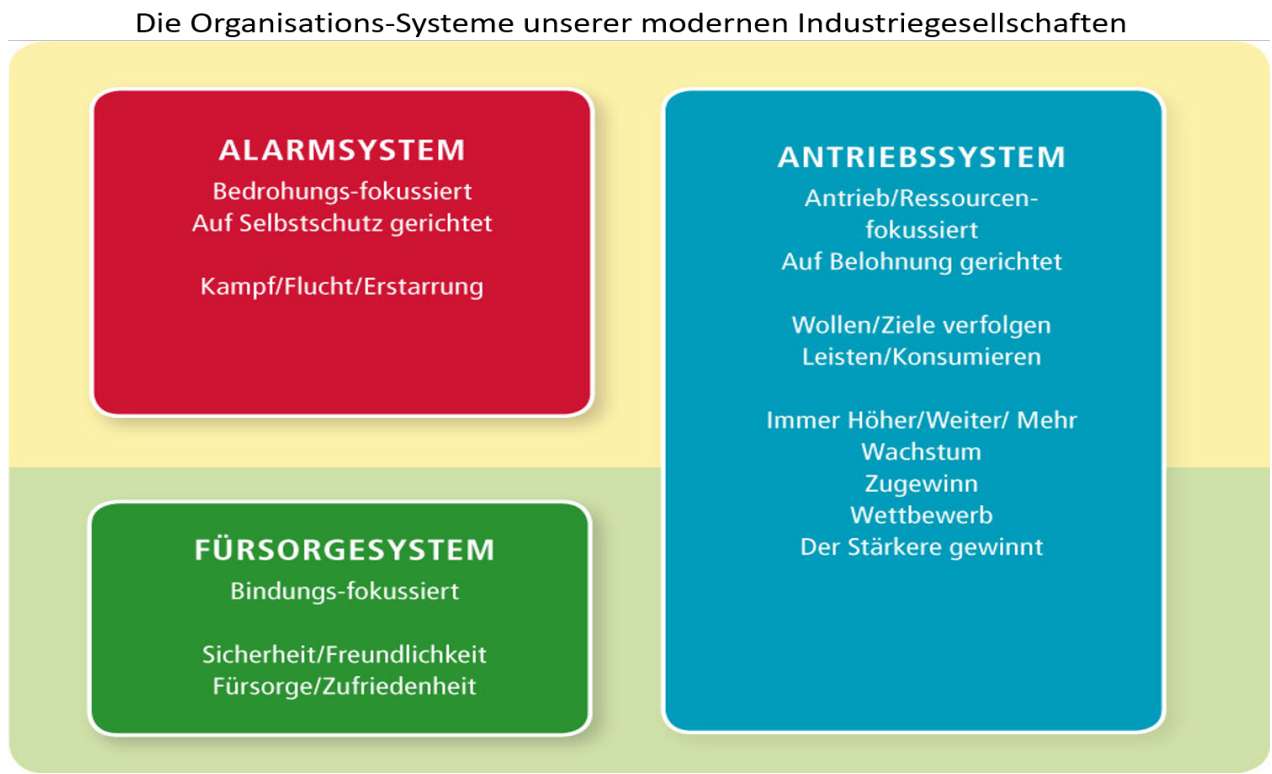 Die Organisations-Systeme unserer modernen Industriegesellschaften
ALARMSYSTEM
Bedrohungs-fokussiert
Auf Selbstschutz gerichtet
Kampf/Flucht/Erstarrung
ANTRIEBSSYSTEM
Antrieb/Ressourcen-
fokussiert
Auf Belohnung gerichtet
Wollen/Ziele verfolgen
Leisten/Konsumieren
Immer Höher/Weiter/ Mehr
Wachstum
Zugewinn
Wettbewerb
Der Stärkere gewinnt
FÜRSORGESYSTEM
Bindungs-fokussiert
Sicherheit/Freundlichkeit
Fürsorge/Zufriedenheit